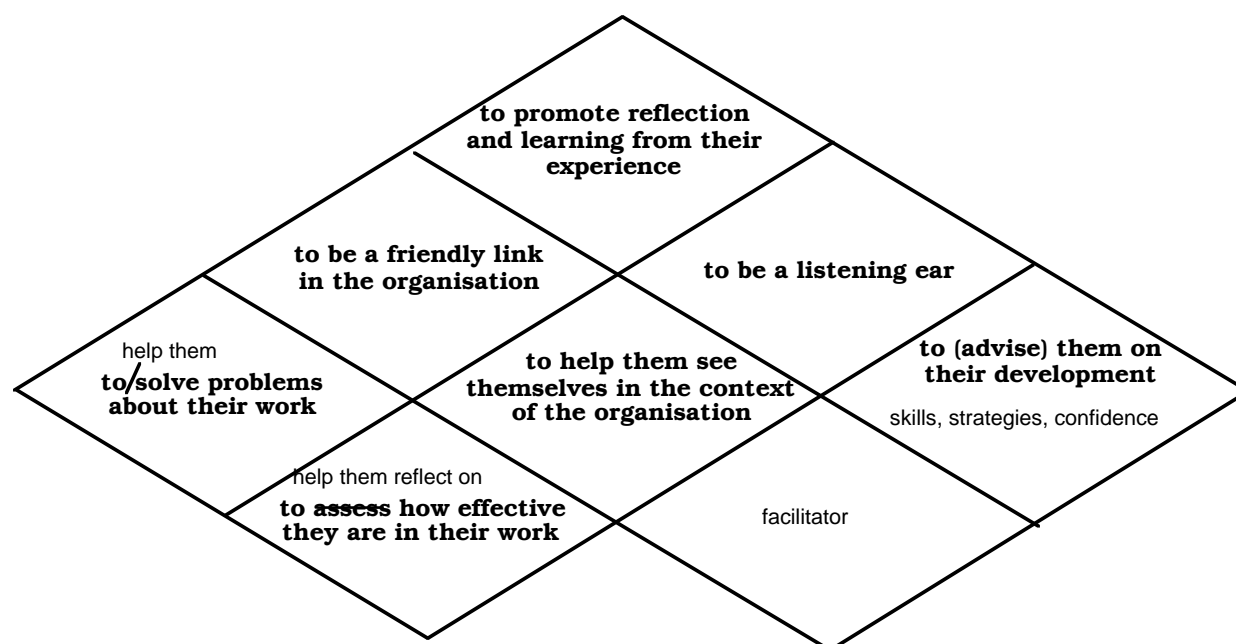 to promote reflection
and learning from their
experience
to be a friendly link
in the organisation
to be a listening ear
help them
to/solve problems
about their work
to help them see
themselves in the context
of the organisation
to (advise) them on
their development
skills, strategies, confidence
help them reflect on
to assess how effective
they are in their work
facilitator